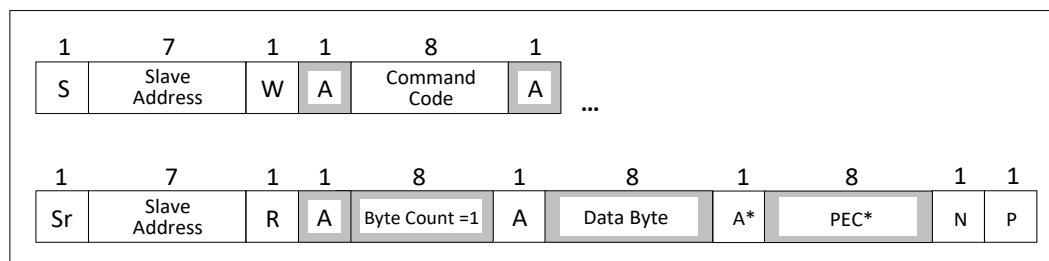 1 7 1 1 8 1
S Slave Address W A Command Code A ...
1 7 1 1 8 1 8 1 8 1 1
Sr Slave Address R A Byte Count =1 A Data Byte A* PEC* N P